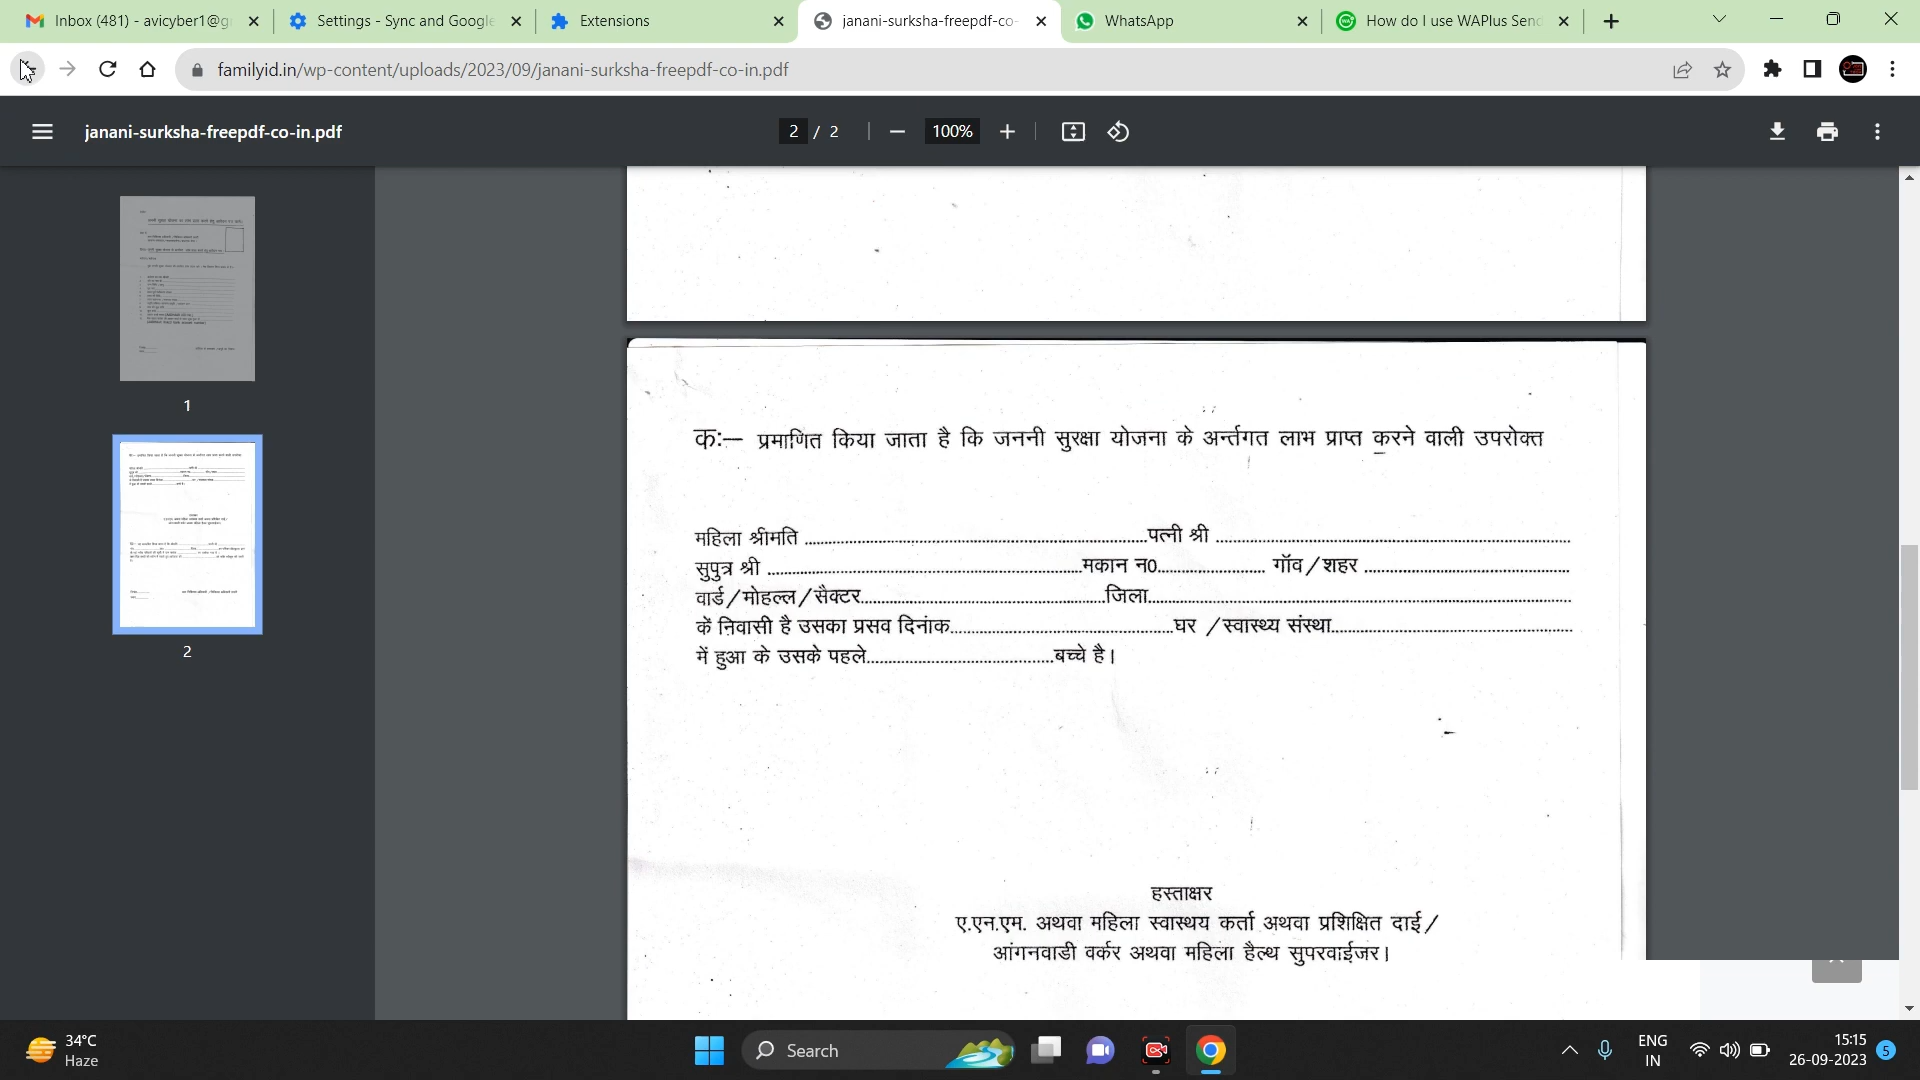 Inbox (481) - avicyber1@g
Settings - Sync and Google
Extensions
janani-surksha-freepdf-co-
WhatsApp
How do I use WAPlus Send
familyid.in/wp-content/uploads/2023/09/janani-surksha-freepdf-co-in.pdf
janani-surksha-freepdf-co-in.pdf
2 / 2
100%
1
2
क:— प्रमाणित किया जाता है कि जननी सुरक्षा योजना के अर्न्तगत लाभ प्राप्त करने वाली उपरोक्त
महिला श्रीमति ........ पत्नी श्री ........
सुपुत्र श्री ........ मकान न0 ........ गॉव/शहर ........
वार्ड/मोहल्ल/सैक्टर ........ जिला ........
कें निवासी है उसका प्रसव दिनांक ........ घर /स्वास्थ्य संस्था ........
में हुआ के उसके पहले ........ बच्चे है।
हस्ताक्षर
ए.एन.एम. अथवा महिला स्वास्थय कर्ता अथवा प्रशिक्षित दाई/
आंगनवाडी वर्कर अथवा महिला हैल्थ सुपरवाईजर।
34°C
Haze
Search
ENG
IN
15:15
26-09-2023
5